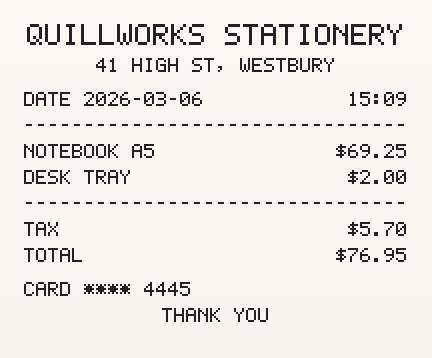 QUILLWORKS STATIONERY
41 HIGH ST, WESTBURY
DATE 2026-03-06 15:09
--------------------------------
NOTEBOOK A5 $69.25
DESK TRAY $2.00
--------------------------------
TAX $5.70
TOTAL $76.95
CARD **** 4445
THANK YOU